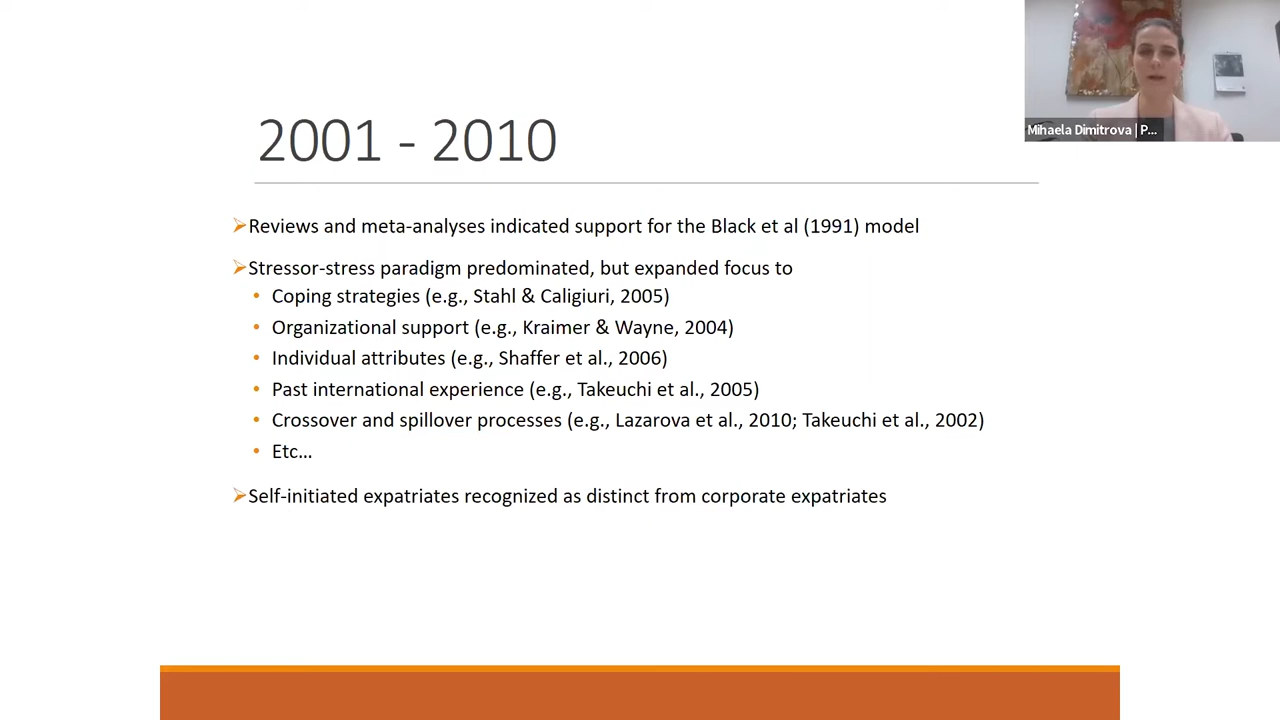 Mihaela Dimitrova | P...
2001 - 2010
Reviews and meta-analyses indicated support for the Black et al (1991) model
Stressor-stress paradigm predominated, but expanded focus to
• Coping strategies (e.g., Stahl & Caligiuri, 2005)
• Organizational support (e.g., Kraimer & Wayne, 2004)
• Individual attributes (e.g., Shaffer et al., 2006)
• Past international experience (e.g., Takeuchi et al., 2005)
• Crossover and spillover processes (e.g., Lazarova et al., 2010; Takeuchi et al., 2002)
• Etc…
Self-initiated expatriates recognized as distinct from corporate expatriates